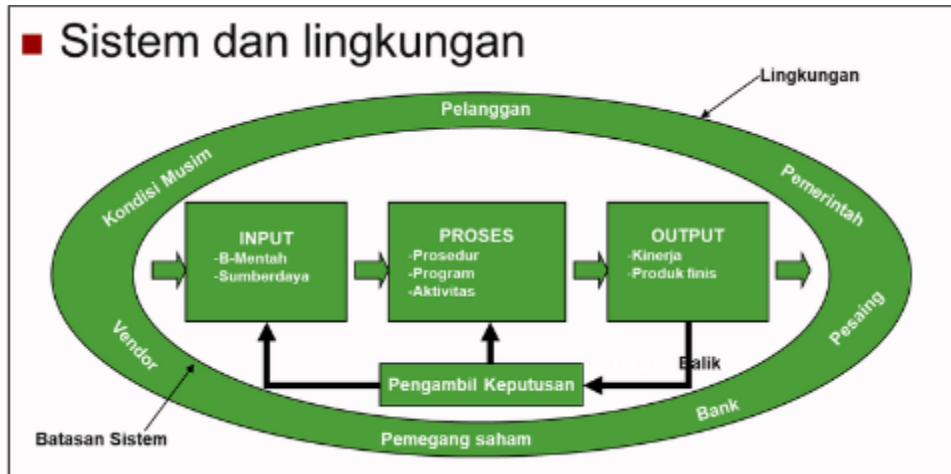 Sistem dan lingkungan
Lingkungan
Pelanggan
Kondisi Musim
Pemerintah
INPUT
-B-Mentah
-Sumberdaya
PROSES
-Prosedur
-Program
-Aktivitas
OUTPUT
-Kinerja
-Produk finis
Vendor
Pesaing
Balik
Pengambil Keputusan
Bank
Batasan Sistem
Pemegang saham